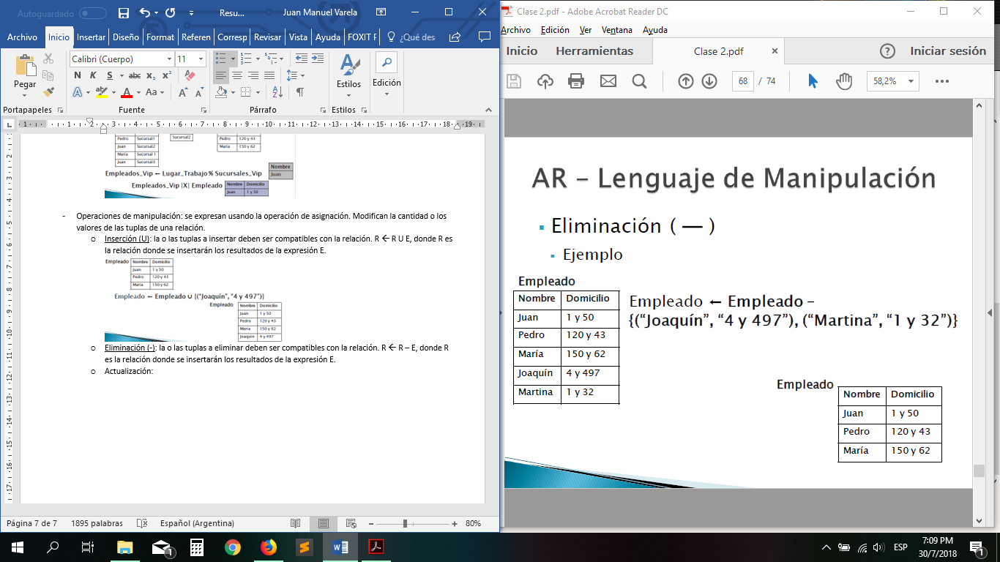 Autoguardado
Resu...
Juan Manuel Varela
Archivo Inicio Insertar Diseño Format Referen Corresp Revisar Vista Ayuda FOXIT F ¿Qué des
Pegar
Calibri (Cuerpo) 11
N K S abc x₂ x²
A ab A Aa A A
Estilos
Edición
Portapapeles Fuente Párrafo Estilos
Pedro Sucursal1
Juan Sucursal2
María Sucursal 1
Juan Sucursal3
Sucursal2
Pedro 120 y 43
María 150 y 62
Empleados_Vip ← Lugar_Trabajo % Sucursales_Vip
Nombre
Juan
Empleados_Vip |X| Empleado
Nombre Domicilio
Juan 1 y 50
- Operaciones de manipulación: se expresan usando la operación de asignación. Modifican la cantidad o los
valores de las tuplas de una relación.
o Inserción (U): la o las tuplas a insertar deben ser compatibles con la relación. R ← R U E, donde R es
la relación donde se insertarán los resultados de la expresión E.
Empleado
Nombre Domicilio
Juan 1 y 50
Pedro 120 y 43
María 150 y 62
Empleado ← Empleado ∪ {("Joaquín", "4 y 497")}
Empleado
Nombre Domicilio
Juan 1 y 50
Pedro 120 y 43
María 150 y 62
Joaquín 4 y 497
o Eliminación (-): la o las tuplas a eliminar deben ser compatibles con la relación. R ← R – E, donde R
es la relación donde se insertarán los resultados de la expresión E.
o Actualización:
Página 7 de 7 1895 palabras Español (Argentina) 80%
Clase 2.pdf - Adobe Acrobat Reader DC
Archivo Edición Ver Ventana Ayuda
Inicio Herramientas Clase 2.pdf × Iniciar sesión
68 / 74 58,2%
AR – Lenguaje de Manipulación
▪ Eliminación ( — )
▪ Ejemplo
Empleado
Nombre Domicilio
Juan 1 y 50
Pedro 120 y 43
María 150 y 62
Joaquín 4 y 497
Martina 1 y 32
Empleado ← Empleado –
{("Joaquín", "4 y 497"), ("Martina", "1 y 32")}
Empleado
Nombre Domicilio
Juan 1 y 50
Pedro 120 y 43
María 150 y 62
ESP
7:09 PM
30/7/2018